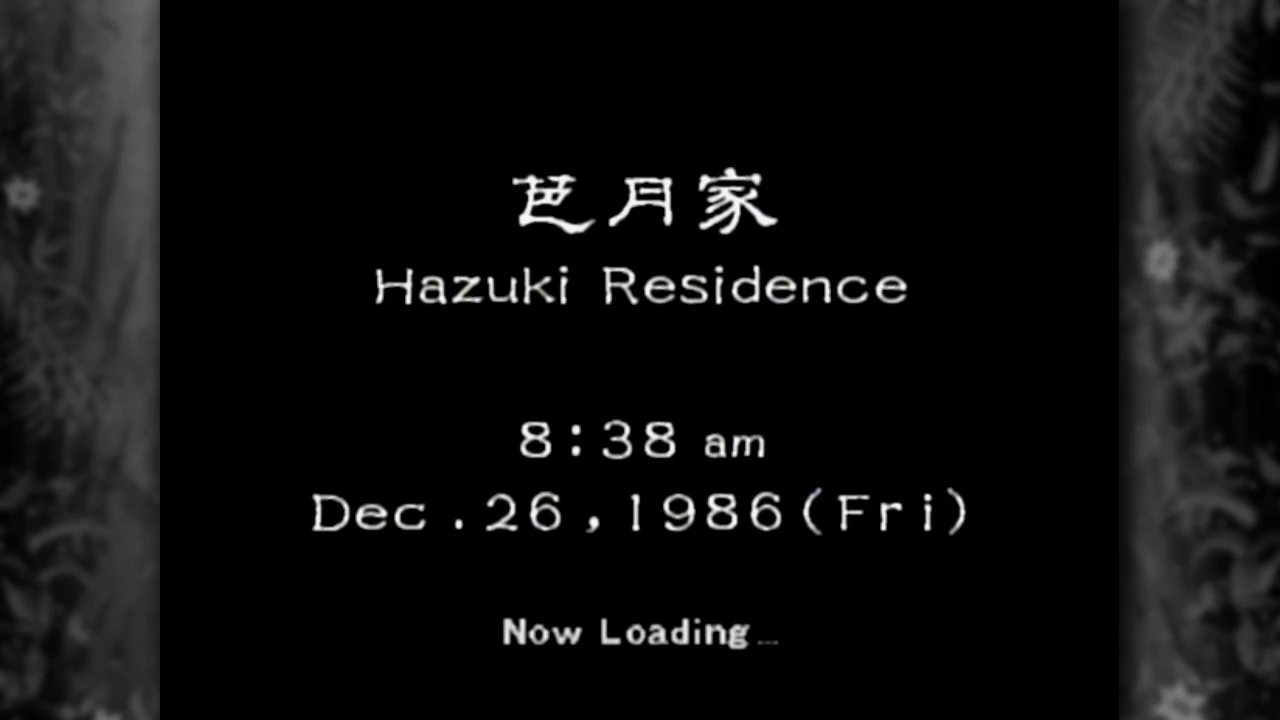 芭月家
Hazuki Residence
8:38 am
Dec.26,1986(Fri)
Now Loading...